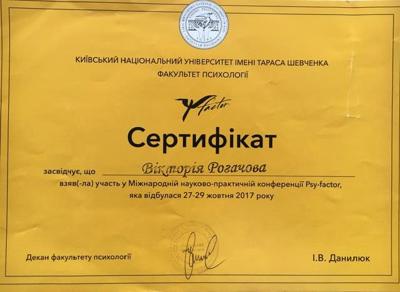 КИЇВСЬКИЙ НАЦІОНАЛЬНИЙ УНІВЕРСИТЕТ ІМЕНІ ТАРАСА ШЕВЧЕНКА
ФАКУЛЬТЕТ ПСИХОЛОГІЇ
factor
Сертифікат
засвідчує, що Вікторія Рогачова
взяв(-ла) участь у Міжнародній науково-практичній конференції Psy-factor,
яка відбулася 27-29 жовтня 2017 року
Декан факультету психології І.В. Данилюк